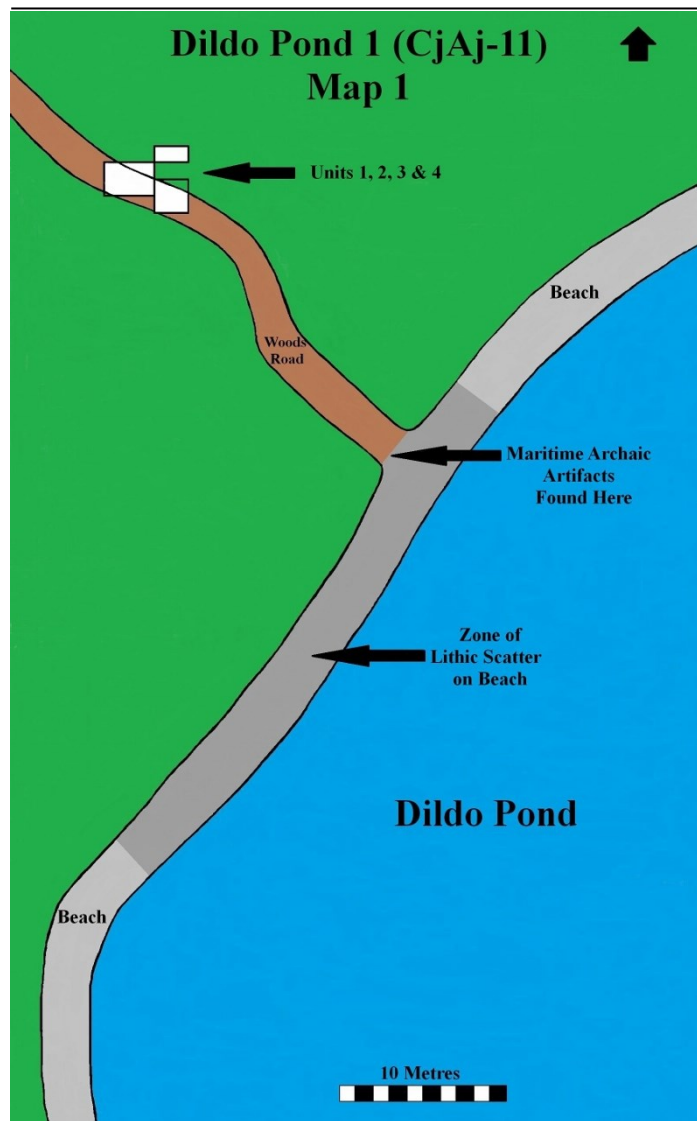 Dildo Pond 1 (CjAj-11)
Map 1
Units 1, 2, 3 & 4
Beach
Woods
Road
Maritime Archaic
Artifacts
Found Here
Zone of
Lithic Scatter
on Beach
Dildo Pond
Beach
10 Metres